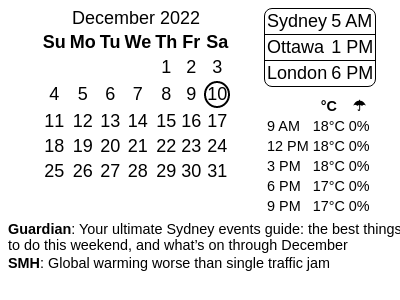 December 2022
Su Mo Tu We Th Fr Sa
1 2 3
4 5 6 7 8 9 10
11 12 13 14 15 16 17
18 19 20 21 22 23 24
25 26 27 28 29 30 31
Sydney 5 AM
Ottawa 1 PM
London 6 PM
°C ☂
9 AM 18°C 0%
12 PM 18°C 0%
3 PM 18°C 0%
6 PM 17°C 0%
9 PM 17°C 0%
Guardian: Your ultimate Sydney events guide: the best things
to do this weekend, and what’s on through December
SMH: Global warming worse than single traffic jam